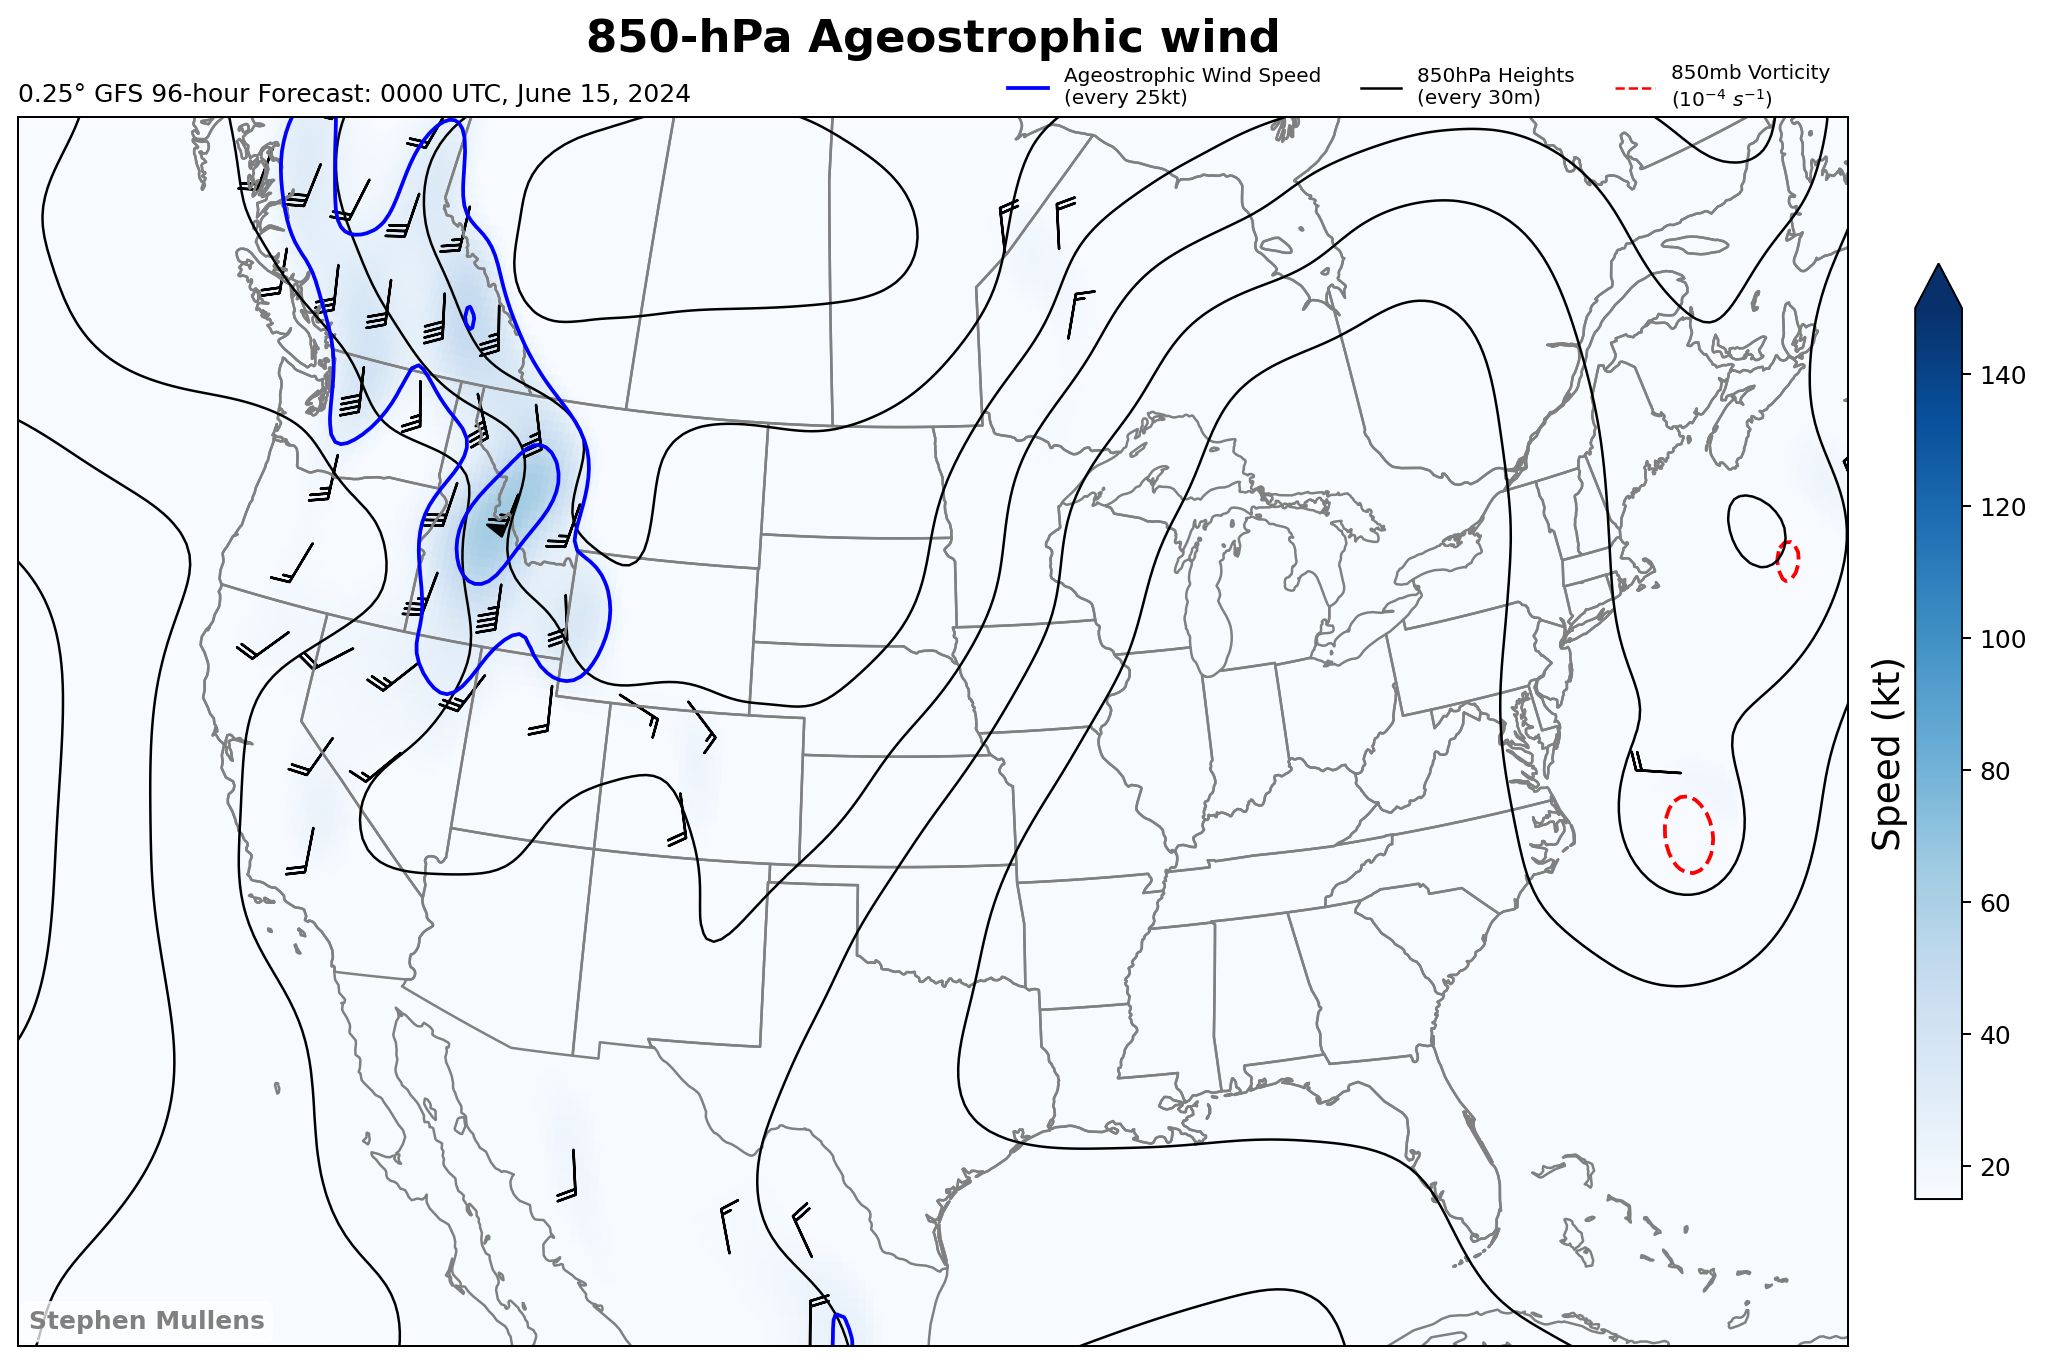 850-hPa Ageostrophic wind
0.25° GFS 96-hour Forecast: 0000 UTC, June 15, 2024
Ageostrophic Wind Speed
(every 25kt)
850hPa Heights
(every 30m)
850mb Vorticity
(10⁻⁴ s⁻¹)
140
120
100
80
60
40
20
Speed (kt)
Stephen Mullens